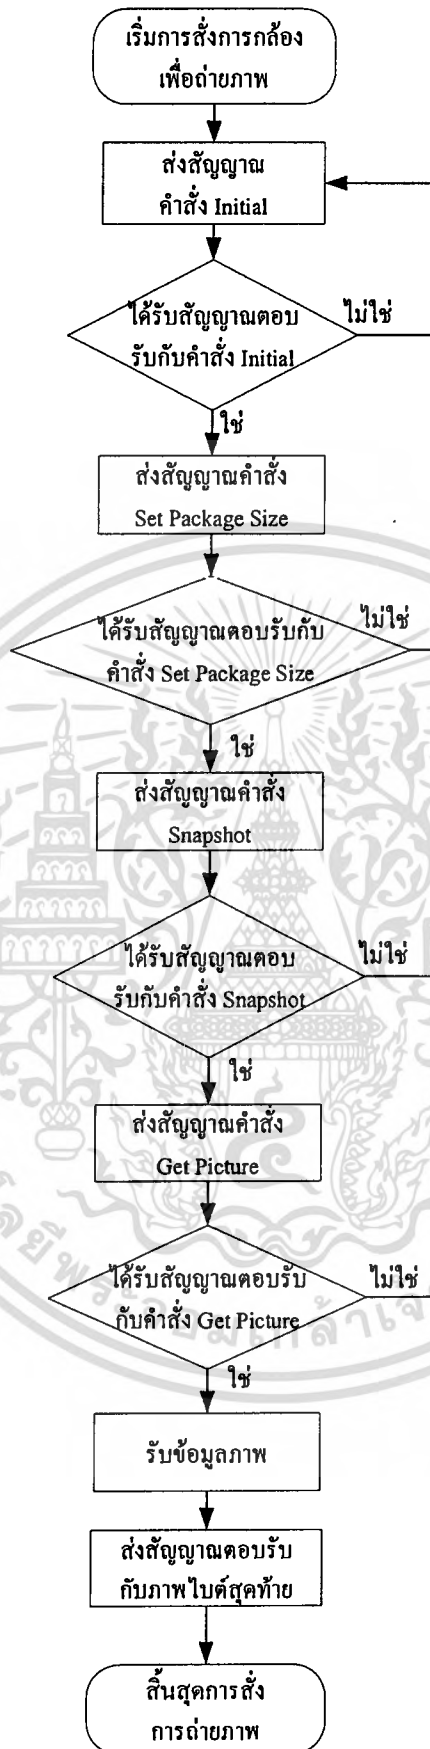 เริ่มการสั่งการกล้อง
เพื่อถ่ายภาพ
ส่งสัญญาณ
คำสั่ง Initial
ได้รับสัญญาณตอบ
รับกับคำสั่ง Initial
ไม่ใช่
ใช่
ส่งสัญญาณคำสั่ง
Set Package Size
ได้รับสัญญาณตอบรับกับ
คำสั่ง Set Package Size
ไม่ใช่
ใช่
ส่งสัญญาณคำสั่ง
Snapshot
ได้รับสัญญาณตอบ
รับกับคำสั่ง Snapshot
ไม่ใช่
ใช่
ส่งสัญญาณคำสั่ง
Get Picture
ได้รับสัญญาณตอบรับ
กับคำสั่ง Get Picture
ไม่ใช่
ใช่
รับข้อมูลภาพ
ส่งสัญญาณตอบรับ
กับภาพไบต์สุดท้าย
สิ้นสุดการสั่ง
การถ่ายภาพ